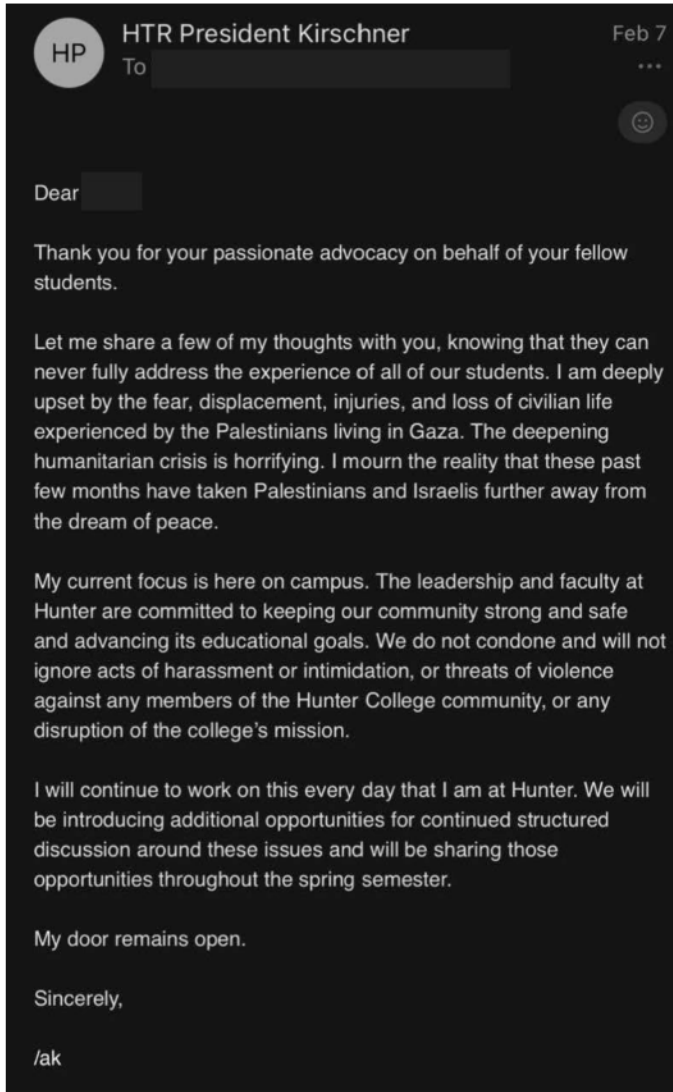 HP
HTR President Kirschner
Feb 7
To
Dear
Thank you for your passionate advocacy on behalf of your fellow
students.
Let me share a few of my thoughts with you, knowing that they can
never fully address the experience of all of our students. I am deeply
upset by the fear, displacement, injuries, and loss of civilian life
experienced by the Palestinians living in Gaza. The deepening
humanitarian crisis is horrifying. I mourn the reality that these past
few months have taken Palestinians and Israelis further away from
the dream of peace.
My current focus is here on campus. The leadership and faculty at
Hunter are committed to keeping our community strong and safe
and advancing its educational goals. We do not condone and will not
ignore acts of harassment or intimidation, or threats of violence
against any members of the Hunter College community, or any
disruption of the college’s mission.
I will continue to work on this every day that I am at Hunter. We will
be introducing additional opportunities for continued structured
discussion around these issues and will be sharing those
opportunities throughout the spring semester.
My door remains open.
Sincerely,
/ak